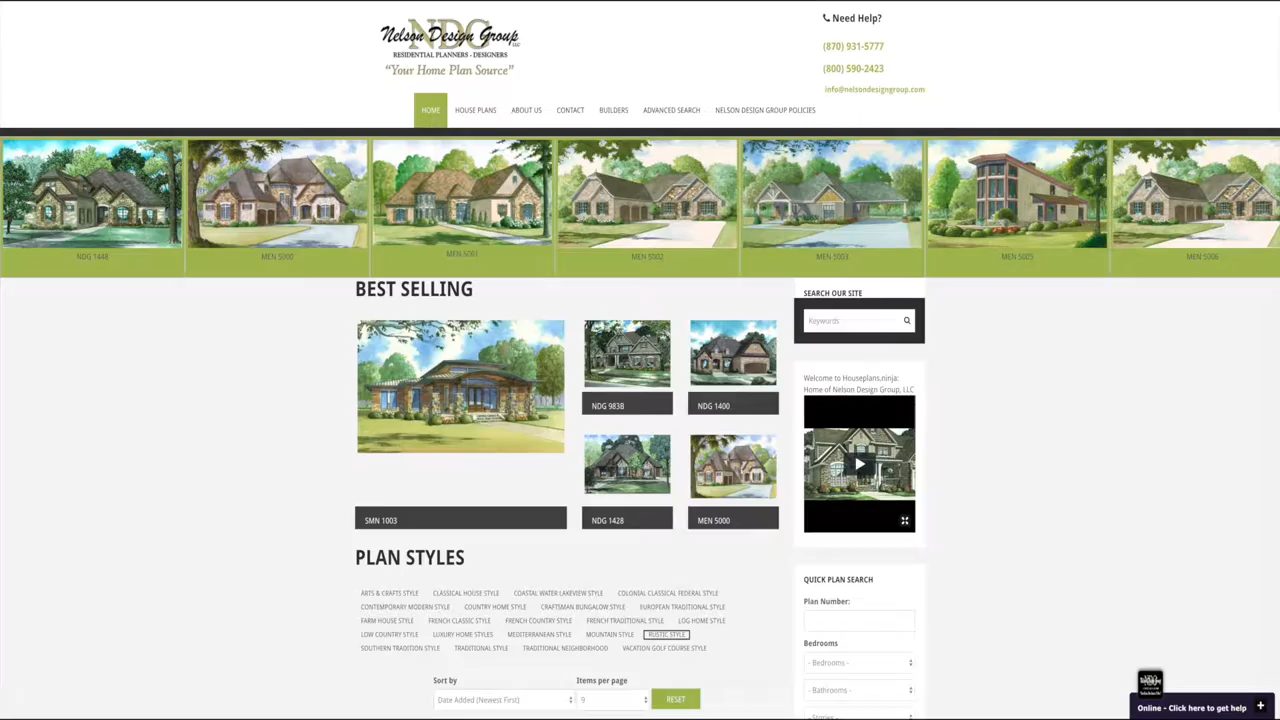 Nelson Design Group LLC
NDG
RESIDENTIAL PLANNERS - DESIGNERS
"Your Home Plan Source"
Need Help?
(870) 931-5777
(800) 590-2423
info@nelsondesigngroup.com
HOME HOUSE PLANS ABOUT US CONTACT BUILDERS ADVANCED SEARCH NELSON DESIGN GROUP POLICIES
NDG 1448 MEN 5000 MEN 5001 MEN 5002 MEN 5003 MEN 5005 MEN 5006
BEST SELLING
NDG 983B NDG 1400
SMN 1003 NDG 1428 MEN 5000
PLAN STYLES
ARTS & CRAFTS STYLE CLASSICAL HOUSE STYLE COASTAL WATER LAKEVIEW STYLE COLONIAL CLASSICAL FEDERAL STYLE
CONTEMPORARY MODERN STYLE COUNTRY HOME STYLE CRAFTSMAN BUNGALOW STYLE EUROPEAN TRADITIONAL STYLE
FARM HOUSE STYLE FRENCH CLASSIC STYLE FRENCH COUNTRY STYLE FRENCH TRADITIONAL STYLE LOG HOME STYLE
LOW COUNTRY STYLE LUXURY HOME STYLES MEDITERRANEAN STYLE MOUNTAIN STYLE RUSTIC STYLE
SOUTHERN TRADITION STYLE TRADITIONAL STYLE TRADITIONAL NEIGHBORHOOD VACATION GOLF COURSE STYLE
Sort by Items per page
Date Added (Newest First) 9 RESET
SEARCH OUR SITE
Keywords
Welcome to Houseplans.ninja:
Home of Nelson Design Group, LLC
QUICK PLAN SEARCH
Plan Number:
Bedrooms
- Bedrooms -
- Bathrooms -
- Stories -
Online - Click here to get help +